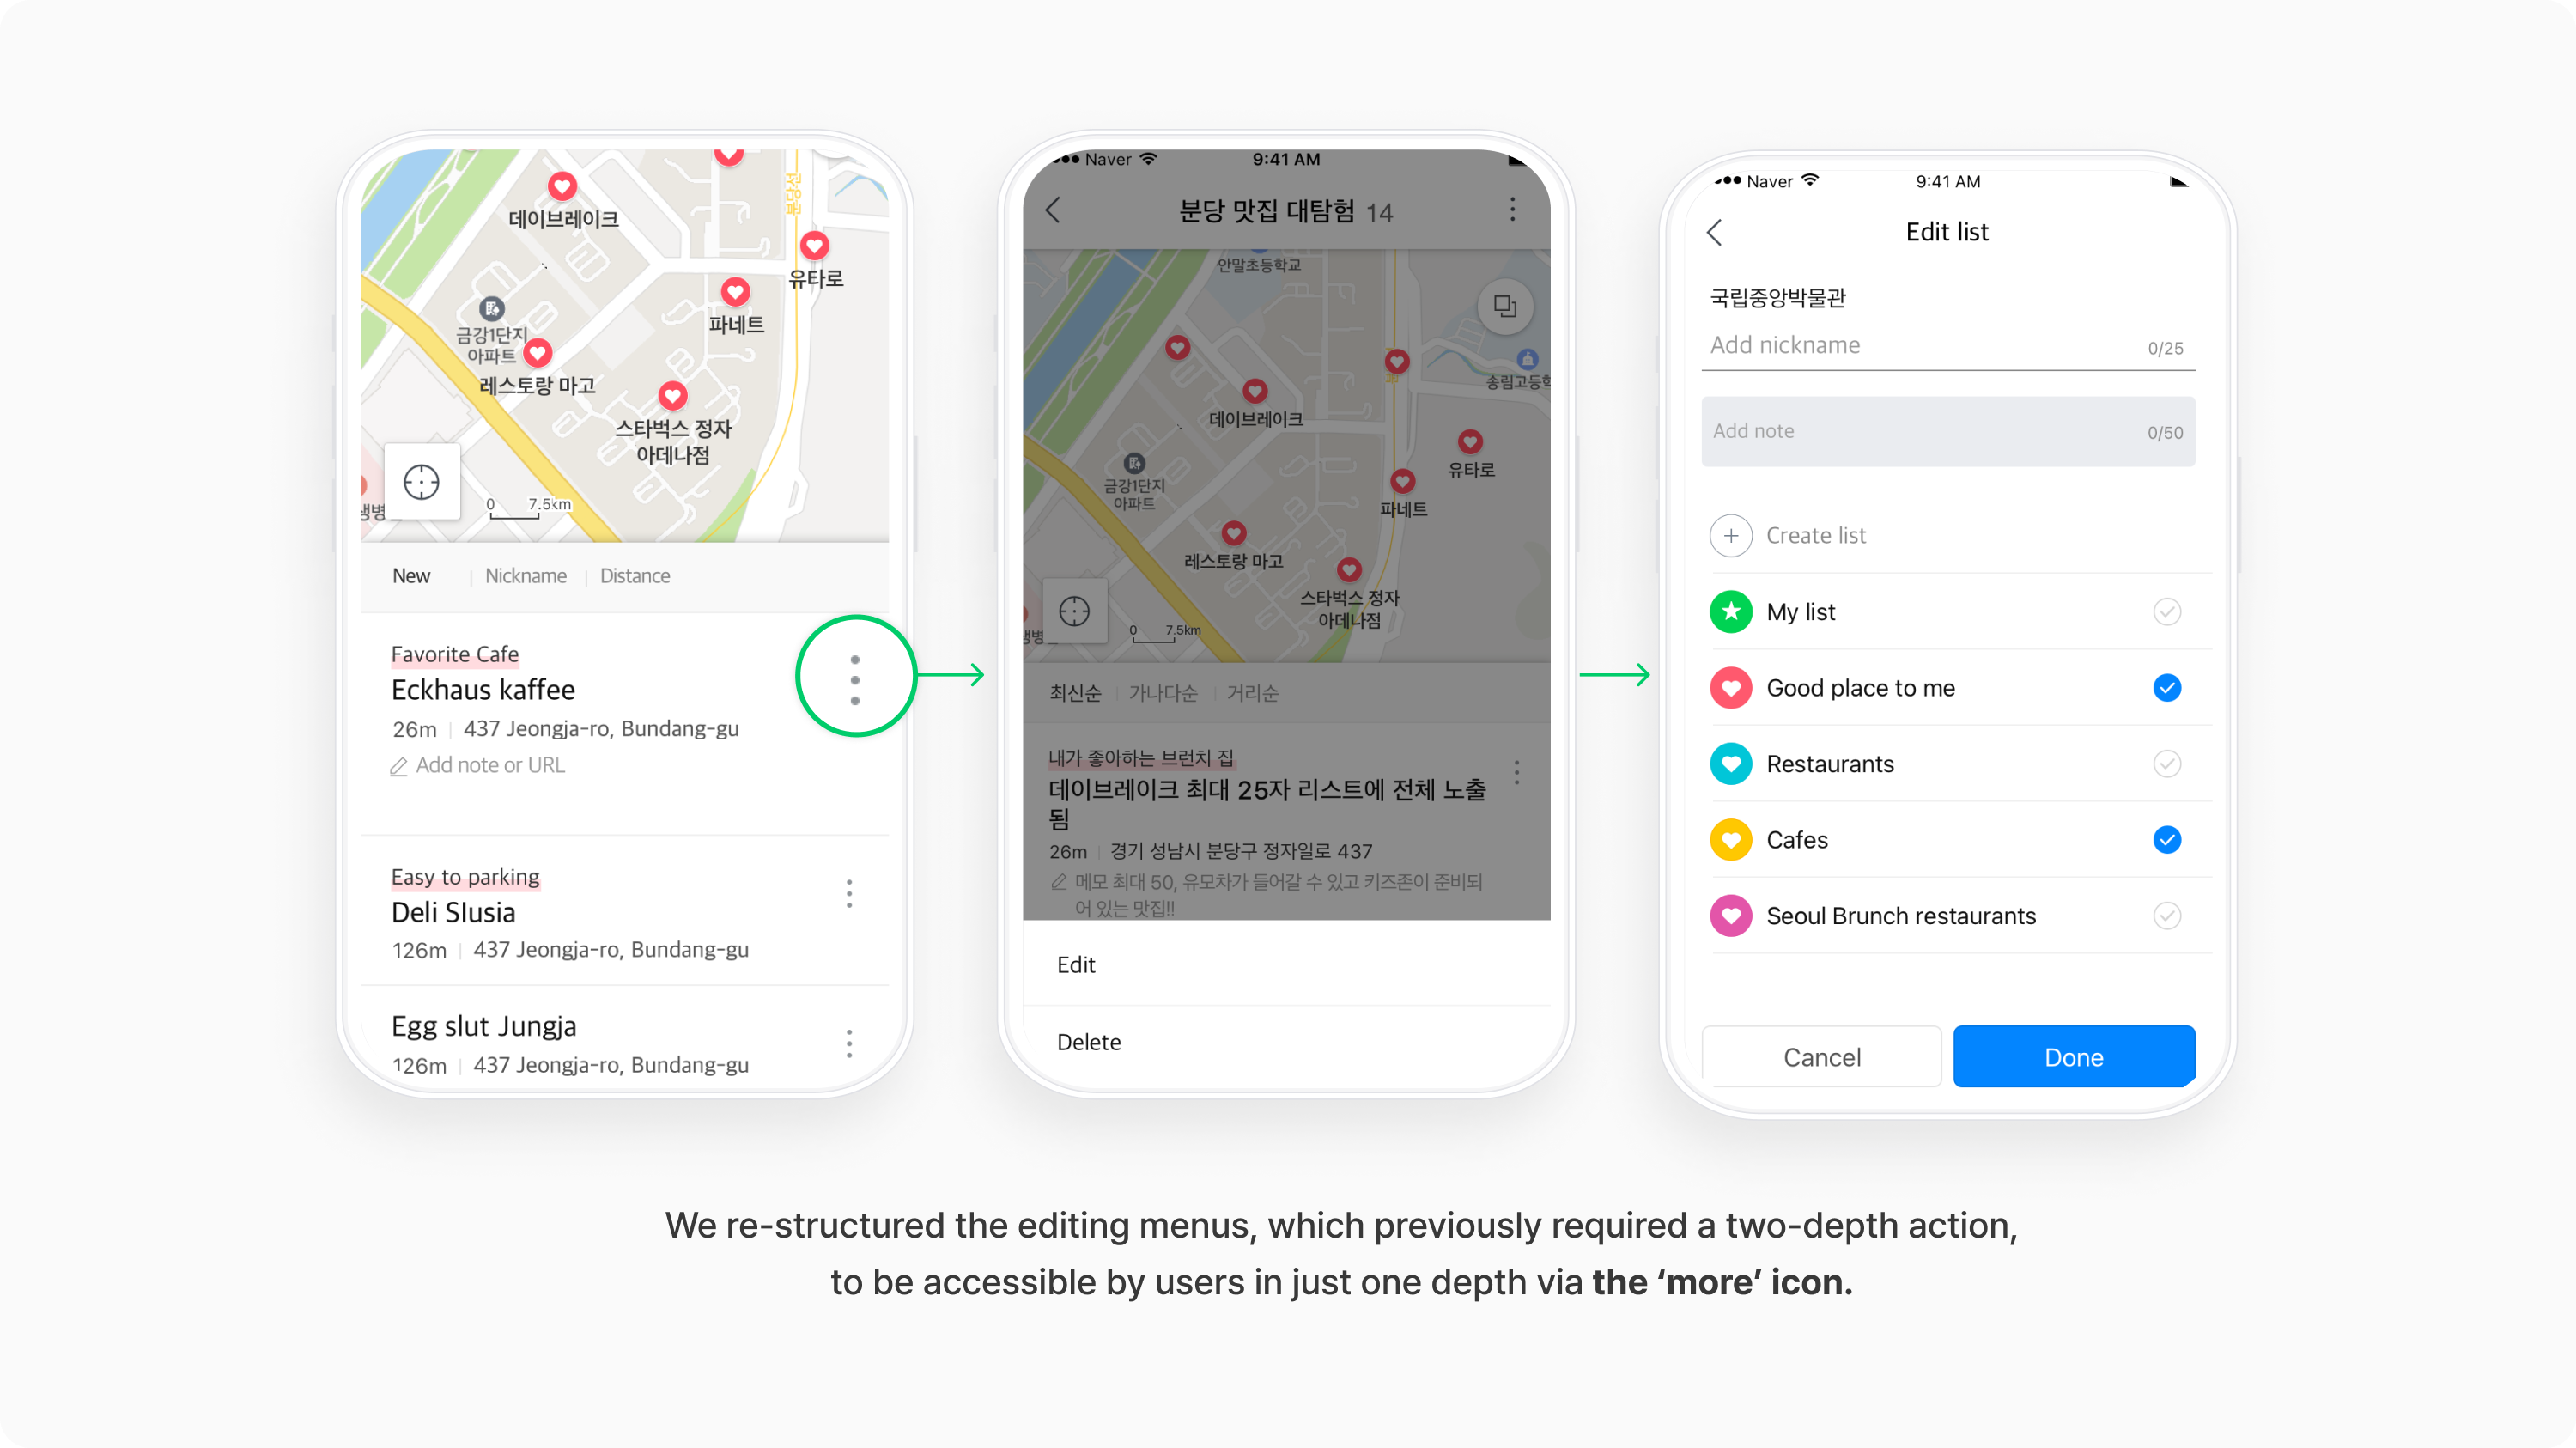 데이브레이크
분당선
유타로
파네트
금강1단지
아파트
레스토랑 마고
스타벅스 정자
아데나점
0 7.5km
New | Nickname | Distance
Favorite Cafe
Eckhaus kaffee
26m | 437 Jeongja-ro, Bundang-gu
Add note or URL
Easy to parking
Deli Slusia
126m | 437 Jeongja-ro, Bundang-gu
Egg slut Jungja
126m | 437 Jeongja-ro, Bundang-gu
Naver 9:41 AM
분당 맛집 대탐험 14
안말초등학교
송림고등학
데이브레이크
유타로
금강1단지
아파트
파네트
레스토랑 마고
스타벅스 정자
아데나점
0 7.5km
최신순 | 가나다순 | 거리순
내가 좋아하는 브런치 집
데이브레이크 최대 25자 리스트에 전체 노출
됨
26m | 경기 성남시 분당구 정자일로 437
메모 최대 50, 유모차가 들어갈 수 있고 키즈존이 준비되
어 있는 맛집!!
Edit
Delete
Naver 9:41 AM
Edit list
국립중앙박물관
Add nickname 0/25
Add note 0/50
Create list
My list
Good place to me
Restaurants
Cafes
Seoul Brunch restaurants
Cancel Done
We re-structured the editing menus, which previously required a two-depth action,
to be accessible by users in just one depth via the ‘more’ icon.